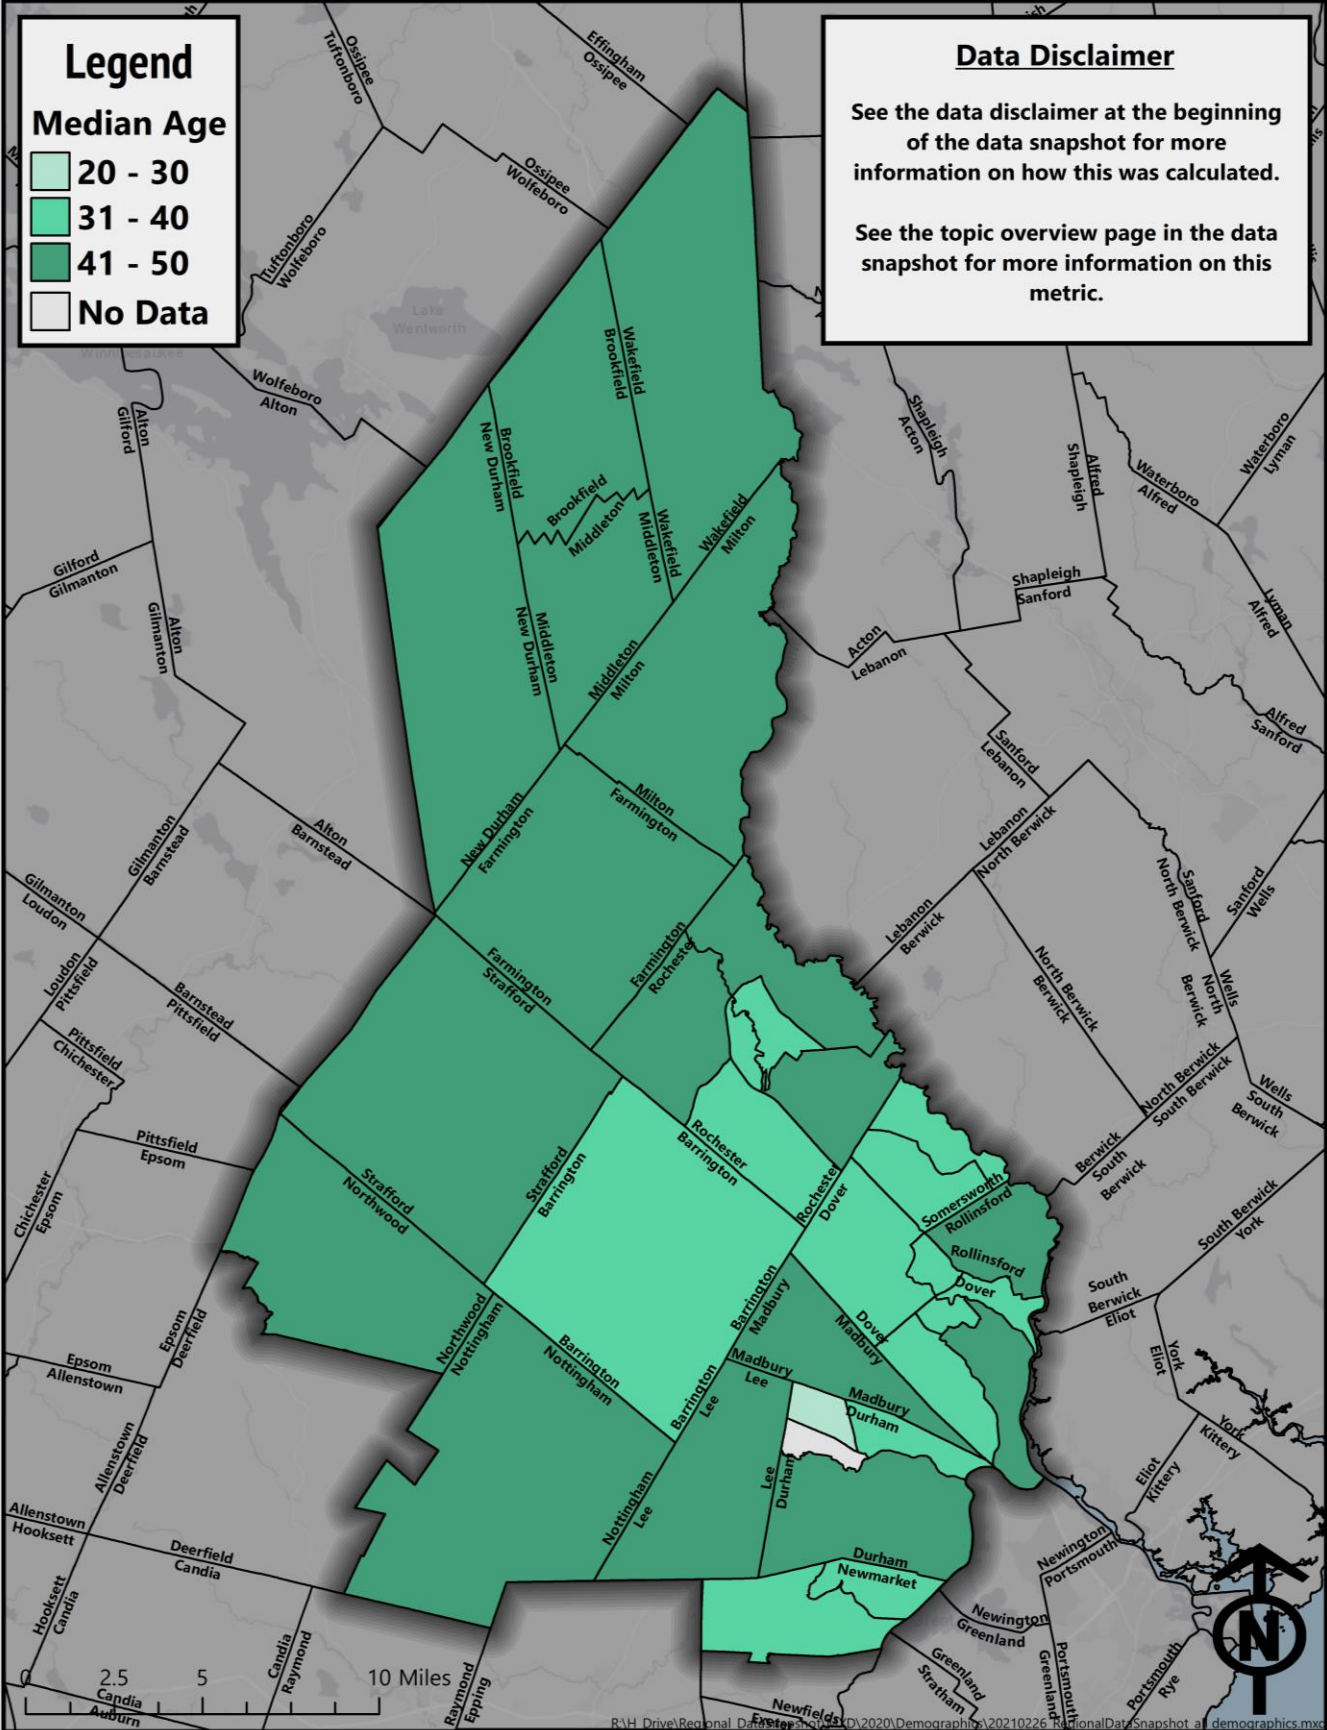 Legend
Median Age
20 - 30
31 - 40
41 - 50
No Data
Data Disclaimer
See the data disclaimer at the beginning
of the data snapshot for more
information on how this was calculated.
See the topic overview page in the data
snapshot for more information on this
metric.
Ossipee
Tuftonboro
Effingham
Ossipee
Ossipee
Wolfeboro
Tuftonboro
Wolfeboro
Lake
Wentworth
Wolfeboro
Alton
Alton
Gilford
Wakefield
Brookfield
Brookfield
New Durham
Brookfield
Middleton
Wakefield
Middleton
Wakefield
Milton
Shapleigh
Acton
Alfred
Shapleigh
Waterboro
Alfred
Waterboro
Lyman
Gilford
Gilmanton
Alton
Gilmanton
Middleton
New Durham
Middleton
Milton
Shapleigh
Sanford
Acton
Lebanon
Lyman
Alfred
Alfred
Sanford
Sanford
Lebanon
Gilmanton
Barnstead
Alton
Barnstead
New Durham
Farmington
Milton
Farmington
Lebanon
North Berwick
Gilmanton
Loudon
Loudon
Pittsfield
Barnstead
Pittsfield
Farmington
Strafford
Farmington
Rochester
Lebanon
Berwick
Sanford
North Berwick
Sanford
Wells
North Berwick
Berwick
Wells
North
Berwick
Pittsfield
Chichester
Pittsfield
Epsom
North Berwick
South Berwick
Wells
South
Berwick
Rochester
Barrington
Strafford
Barrington
Strafford
Northwood
Rochester
Dover
Somersworth
Rollinsford
Rollinsford
Dover
Berwick
South
Berwick
South Berwick
York
Chichester
Epsom
Epsom
Deerfield
Northwood
Nottingham
Barrington
Nottingham
Barrington
Madbury
Dover
Madbury
South
Berwick
Eliot
York
Eliot
Epsom
Allenstown
Madbury
Lee
Barrington
Lee
Madbury
Durham
York
Kittery
Allenstown
Deerfield
Lee
Durham
Nottingham
Lee
Eliot
Kittery
Allenstown
Hooksett
Deerfield
Candia
Durham
Newmarket
Newington
Portsmouth
Hooksett
Candia
Candia
Raymond
Newington
Greenland
Greenland
Stratham
Portsmouth
Greenland
Portsmouth
Rye
Raymond
Epping
Newfields
Exeter
Candia
Auburn
0 2.5 5 10 Miles
N